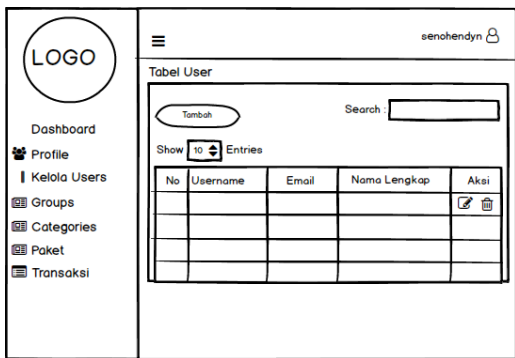 LOGO
Dashboard
Profile
Kelola Users
Groups
Categories
Paket
Transaksi
senohendyn
Tabel User
Tambah
Search :
Show 10 Entries
No Username Email Nama Lengkap Aksi